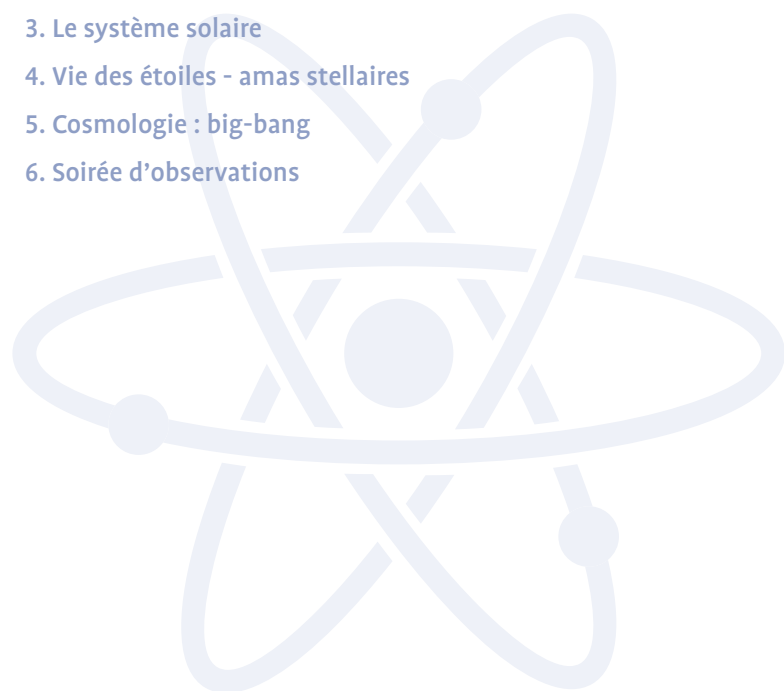 3. Le système solaire
4. Vie des étoiles - amas stellaires
5. Cosmologie : big-bang
6. Soirée d’observations